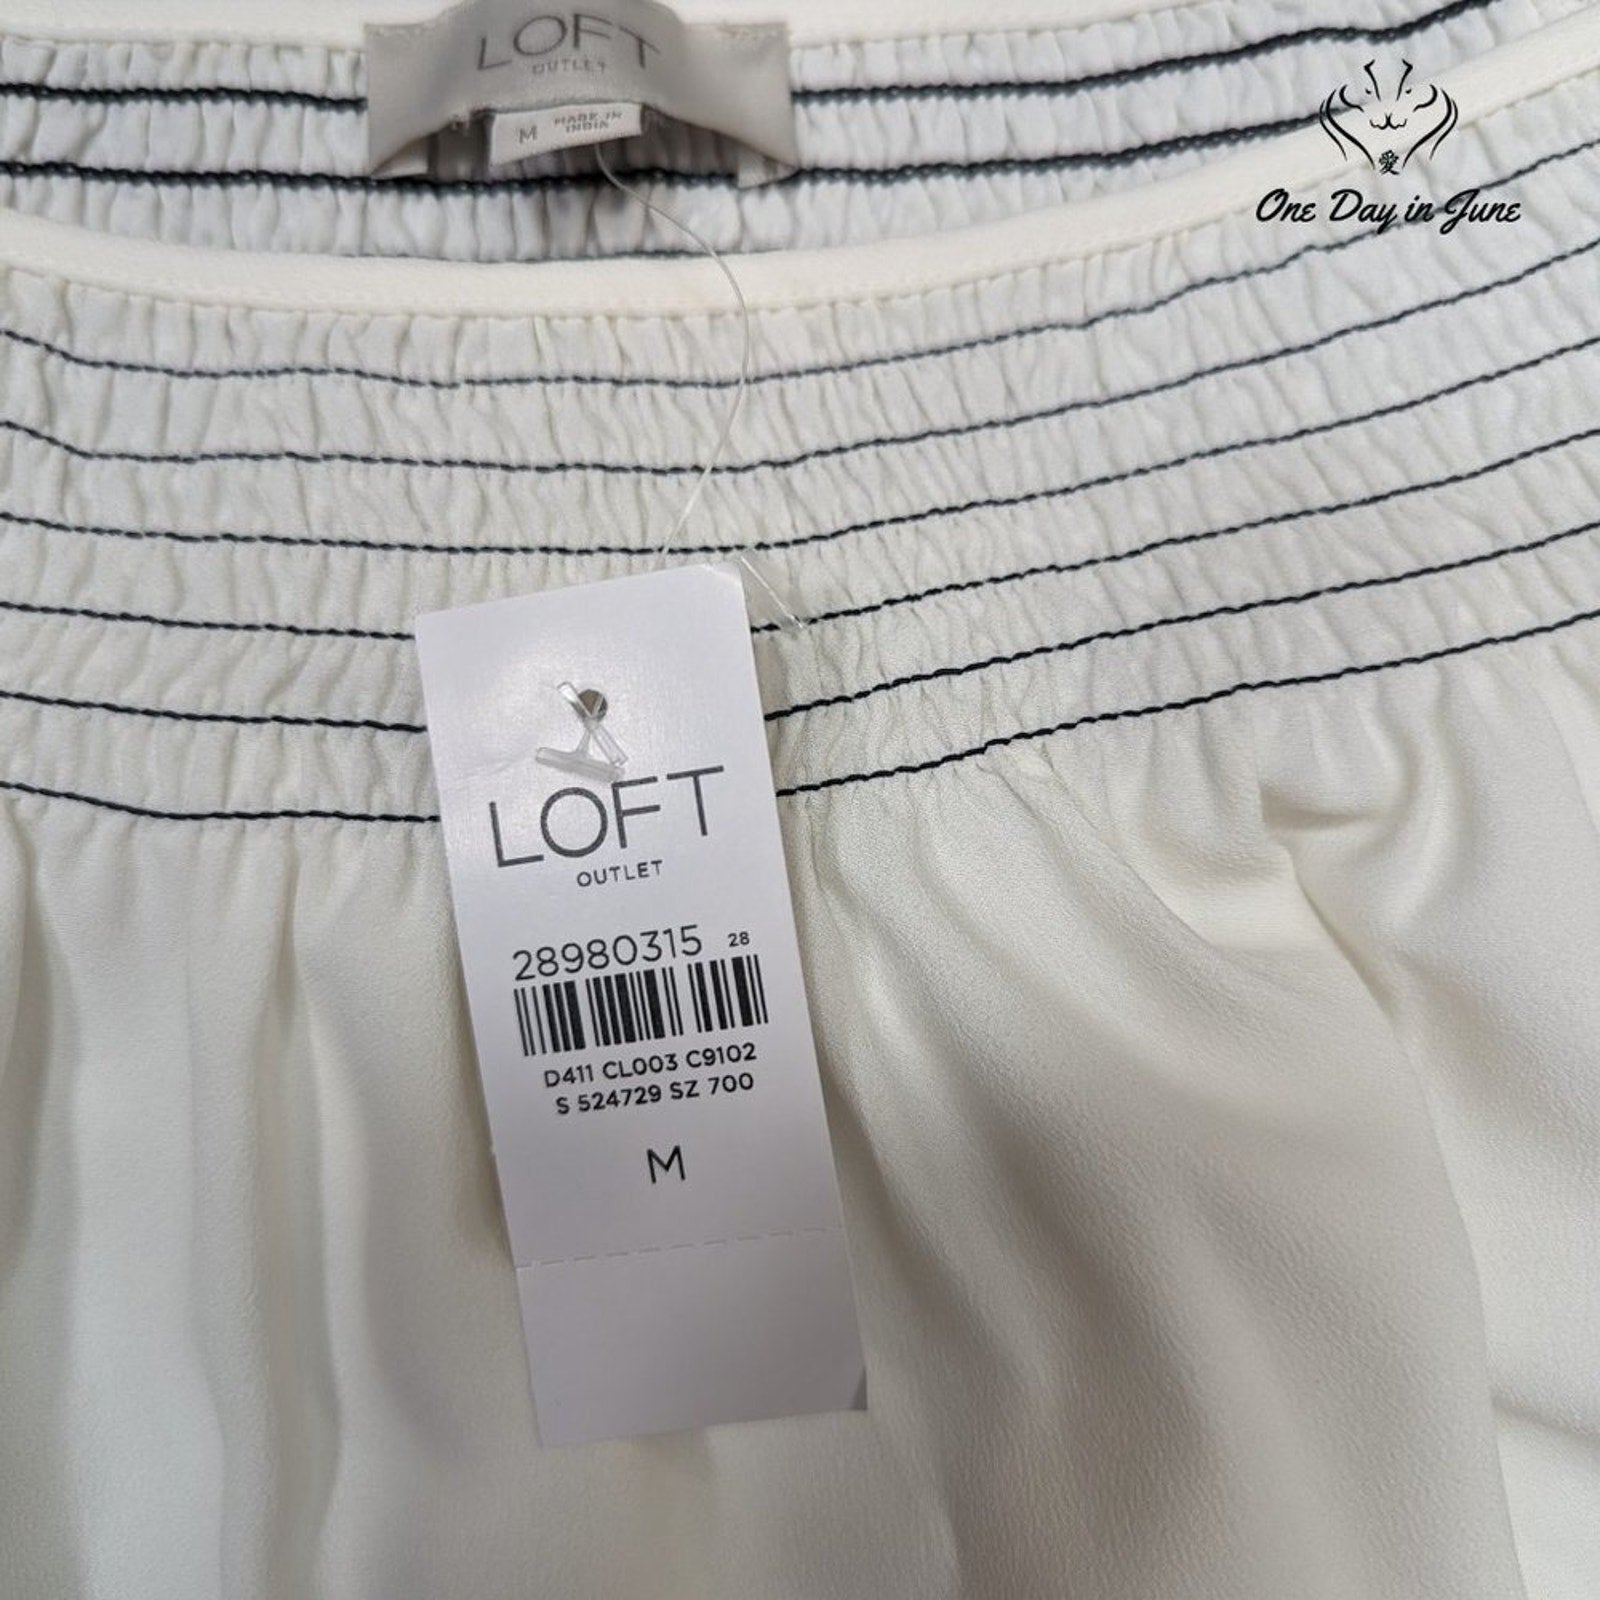 LOFT
OUTLET
M MADE IN
INDIA
愛
One Day in June
LOFT
OUTLET
28980315 28
D411 CL003 C9102
S 524729 SZ 700
M